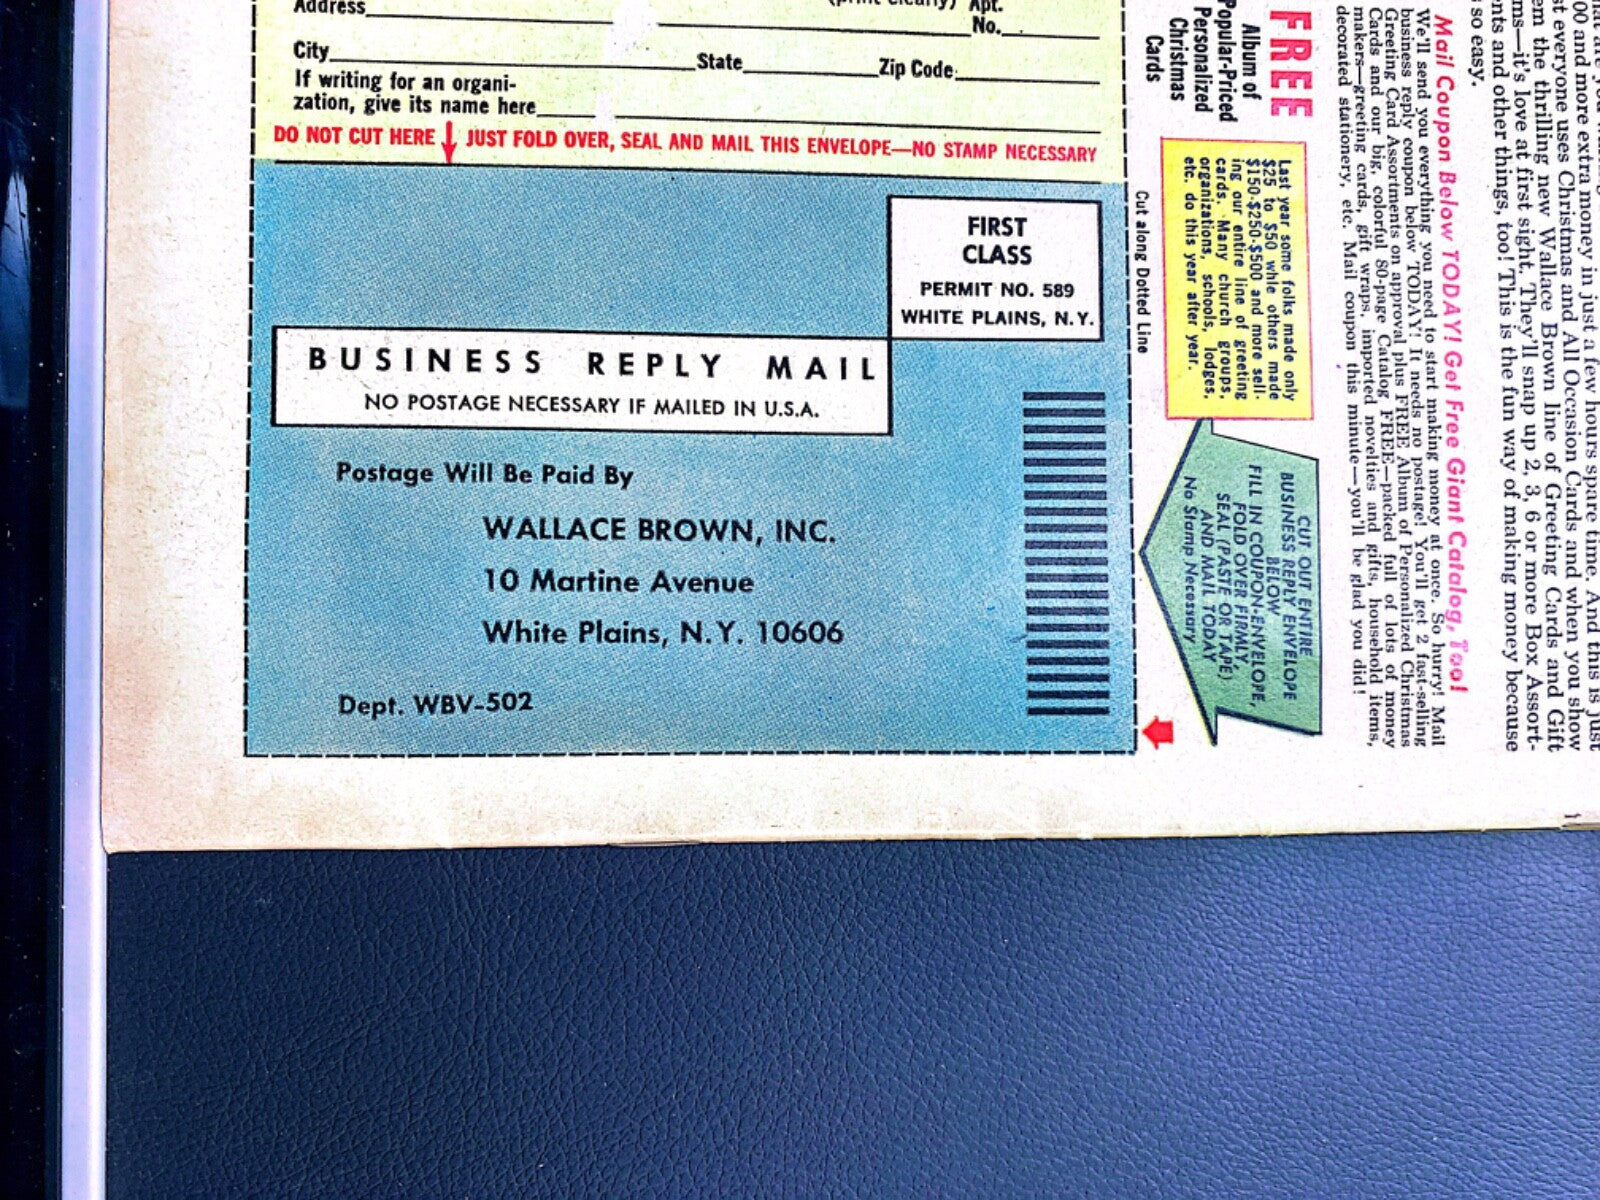 Address
(print clearly) Apt.
No.
City State Zip Code
If writing for an organi-
zation, give its name here
DO NOT CUT HERE JUST FOLD OVER, SEAL AND MAIL THIS ENVELOPE—NO STAMP NECESSARY
FIRST
CLASS
PERMIT NO. 589
WHITE PLAINS, N.Y.
BUSINESS REPLY MAIL
NO POSTAGE NECESSARY IF MAILED IN U.S.A.
Postage Will Be Paid By
WALLACE BROWN, INC.
10 Martine Avenue
White Plains, N.Y. 10606
Dept. WBV-502
Cut along Dotted Line
00 and more extra money in just a few hours spare time. And this is just
everyone uses Christmas and All Occasion Cards and when you show
em the thrilling new Wallace Brown line of Greeting Cards and Gift
ms—it's love at first sight. They'll snap up 2, 3, 6 or more Box Assort-
nts and other things, too! This is the fun way of making money because
so easy.
Mail Coupon Below TODAY! Get Free Giant Catalog, Too!
We'll send you everything you need to start making money at once. So hurry! Mail
business reply coupon below TODAY! It needs no postage! You'll get 2 fast-selling
Greeting Card Assortments on approval plus FREE Album of Personalized Christmas
Cards and our big, colorful 80-page Catalog FREE—packed full of lots of money
makers—greeting cards, gift wraps, imported novelties and gifts, household items,
decorated stationery, etc. Mail coupon this minute—you'll be glad you did!
FREE
Album of
Popular-Priced
Personalized
Christmas
Cards
Last year some folks made only
$25 to $50 while others made
$150-$250-$500 and more sell-
ing our entire line of greeting
cards. Many church groups,
organizations, schools, lodges,
etc. do this year after year.
CUT OUT ENTIRE
BUSINESS REPLY ENVELOPE
BELOW
FILL IN COUPON-ENVELOPE,
FOLD OVER FIRMLY,
SEAL (PASTE OR TAPE)
AND MAIL TODAY
No Stamp Necessary